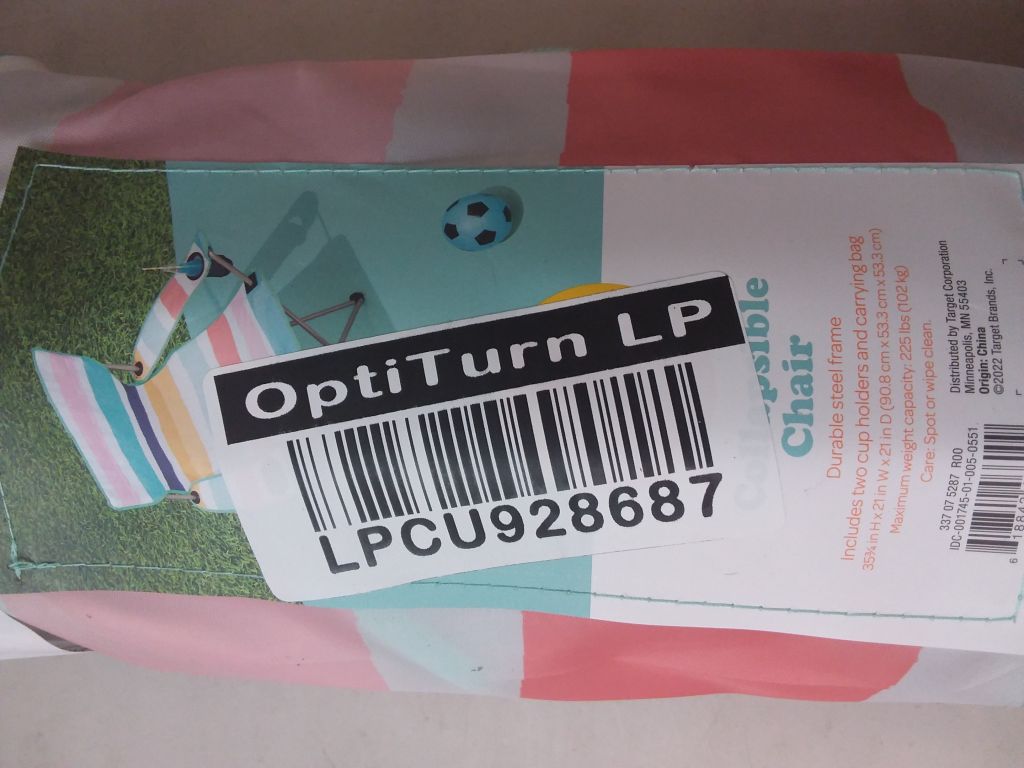 OptiTurn LP
LPCU928687
Chair
Durable steel frame
Includes two cup holders and carrying bag
35¾ in H x 21 in W x 21 in D (90.8 cm x 53.3 cm x 53.3 cm)
Maximum weight capacity: 225 lbs (102 kg)
Care: Spot or wipe clean.
Distributed by Target Corporation
Minneapolis, MN 55403
Origin: China
©2022 Target Brands, Inc.
337 07 5287 R00
IDC-001745-01-005-0551